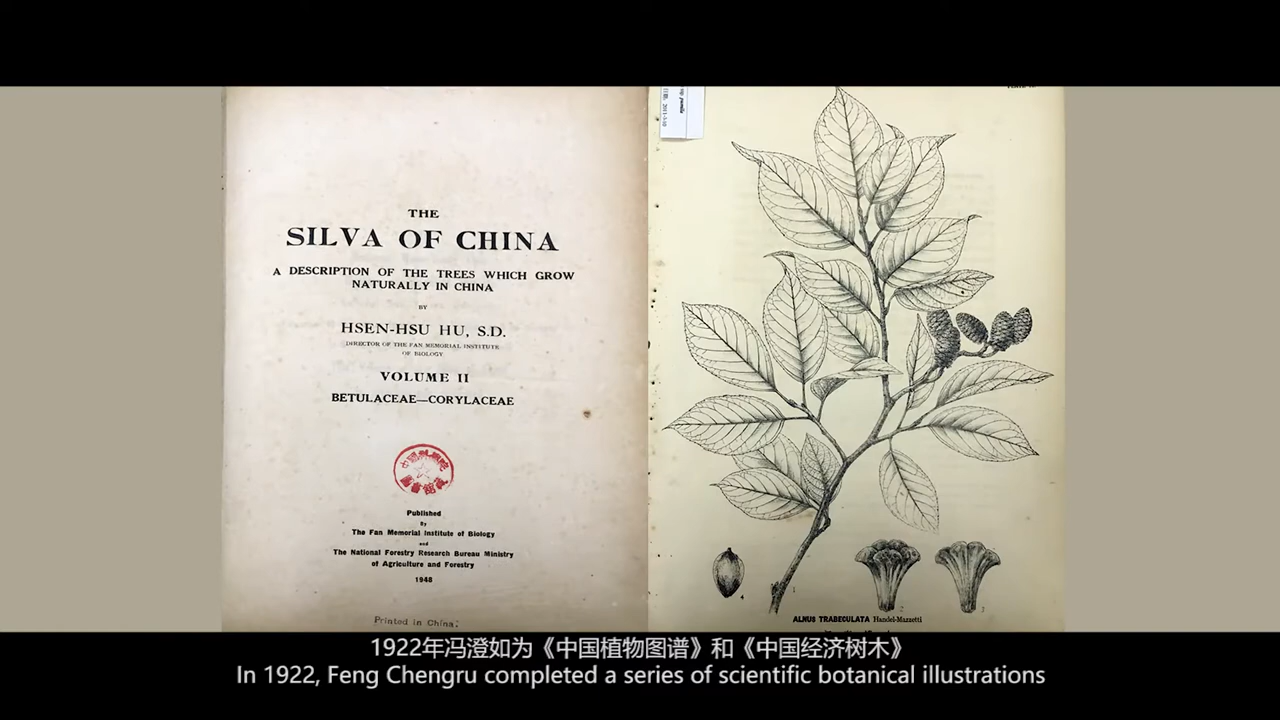 THE
SILVA OF CHINA
A DESCRIPTION OF THE TREES WHICH GROW
NATURALLY IN CHINA
BY
HSEN-HSU HU, S.D.
DIRECTOR OF THE FAN MEMORIAL INSTITUTE
OF BIOLOGY
VOLUME II
BETULACEAE—CORYLACEAE
Published
By
The Fan Memorial Institute of Biology
and
The National Forestry Research Bureau Ministry
of Agriculture and Forestry
1948
Printed in China.
1
2
3
4
ALNUS TRABECULATA Handel-Mazzetti
1922年冯澄如为《中国植物图谱》和《中国经济树木》
In 1922, Feng Chengru completed a series of scientific botanical illustrations